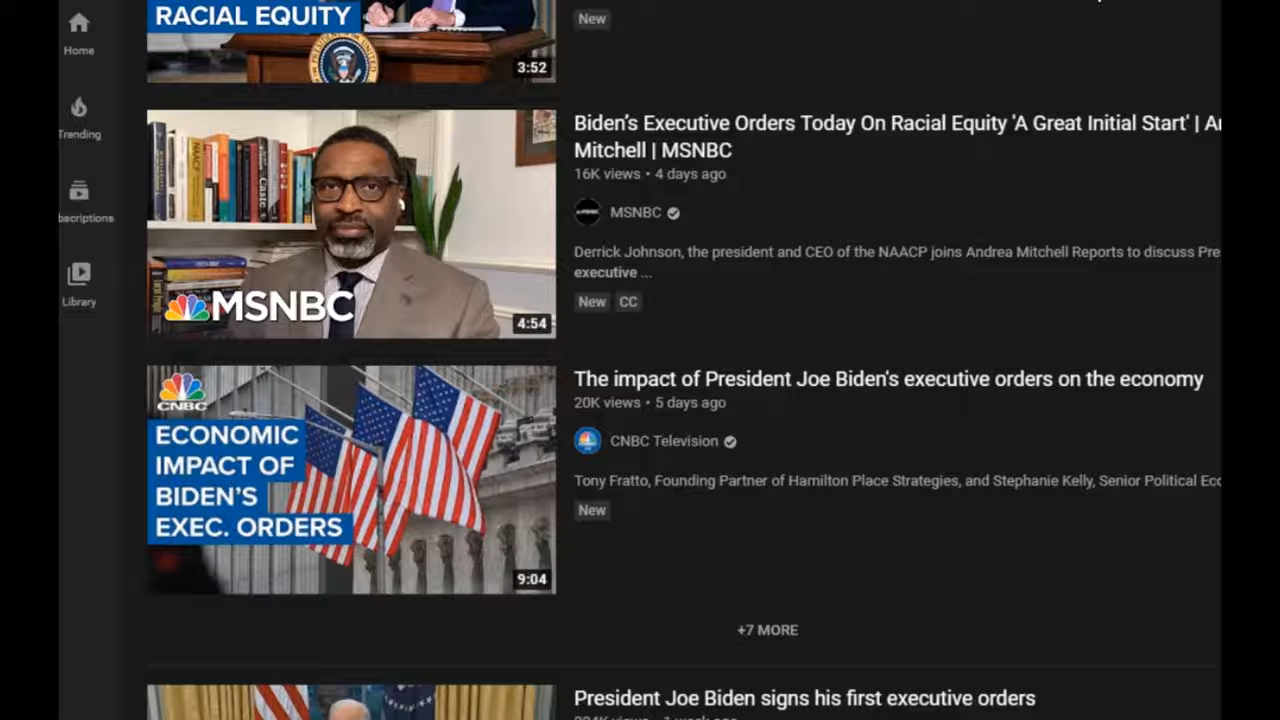 RACIAL EQUITY
3:52
New
Home
Trending
bscriptions
Library
Biden's Executive Orders Today On Racial Equity 'A Great Initial Start' | A
Mitchell | MSNBC
16K views • 4 days ago
MSNBC
Derrick Johnson, the president and CEO of the NAACP joins Andrea Mitchell Reports to discuss Pre
executive ...
New CC
NAACP
Caste
MSNBC
4:54
The impact of President Joe Biden's executive orders on the economy
20K views • 5 days ago
CNBC Television
Tony Fratto, Founding Partner of Hamilton Place Strategies, and Stephanie Kelly, Senior Political Ec
New
CNBC
ECONOMIC
IMPACT OF
BIDEN'S
EXEC. ORDERS
9:04
+7 MORE
President Joe Biden signs his first executive orders